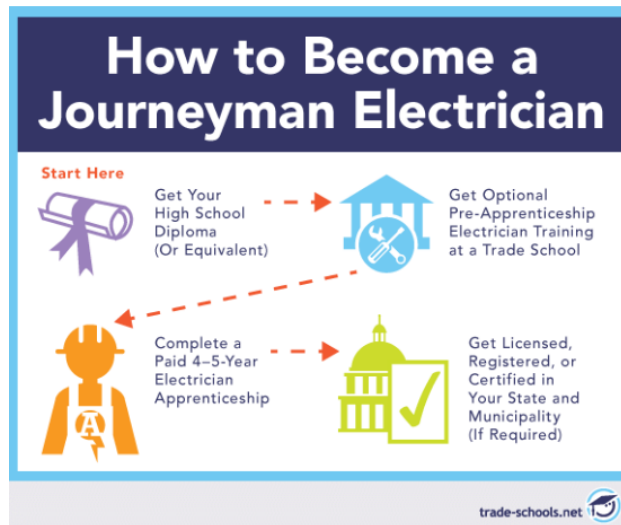 How to Become a
Journeyman Electrician
Start Here
Get Your
High School
Diploma
(Or Equivalent)
Get Optional
Pre-Apprenticeship
Electrician Training
at a Trade School
Complete a
Paid 4–5-Year
Electrician
Apprenticeship
A
Get Licensed,
Registered, or
Certified in
Your State and
Municipality
(If Required)
trade-schools.net